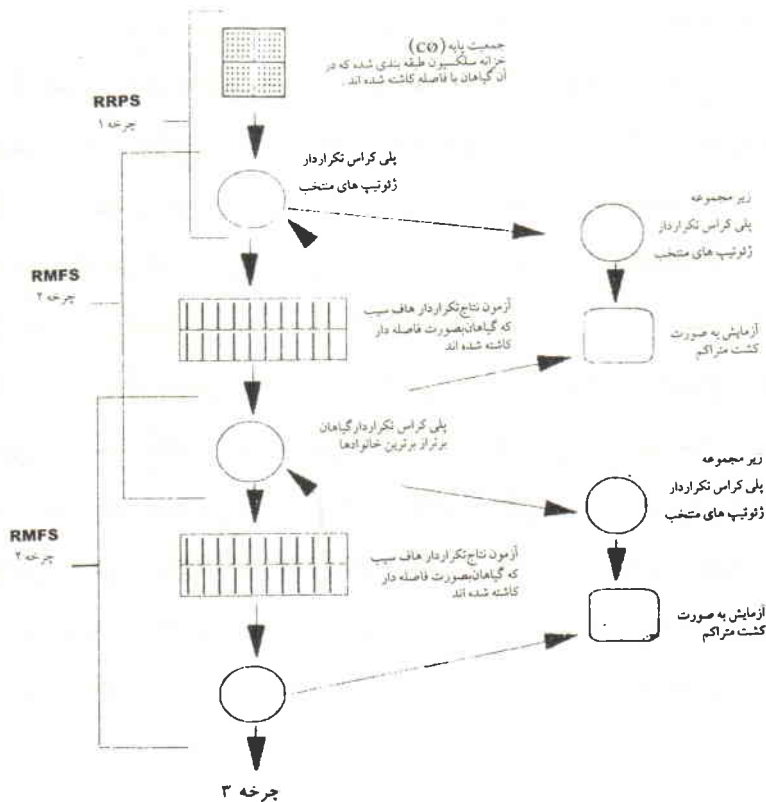 جمعیت پایه (C0)
خزانه سلکسیون طبقه بندی شده که در
آن گیاهان با فاصله کاشته شده اند .
RRPS
چرخه ۱
پلی کراس تکراردار
ژنوتیپ های منتخب
زیر مجموعه
پلی کراس تکراردار
ژنوتیپ های منتخب
RMFS
چرخه ۲
آزمون نتاج تکراردار هاف سیب
که گیاهان بصورت فاصله دار
کاشته شده اند
آزمایش به صورت
کشت متراکم
پلی کراس تکراردار گیاهان
برتر از برترین خانوادها
زیر مجموعه
پلی کراس تکراردار
ژنوتیپ های منتخب
RMFS
چرخه ۲
آزمون نتاج تکراردار هاف سیب
که گیاهان بصورت فاصله دار
کاشته شده اند
آزمایش به صورت
کشت متراکم
چرخه ۳